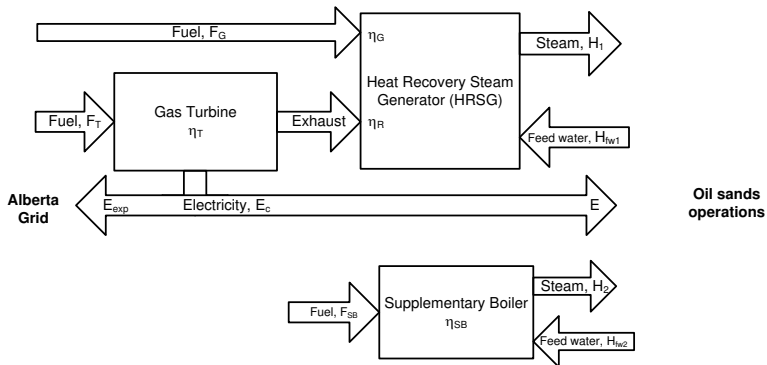 Fuel, F_G
η_G
Steam, H_1
Heat Recovery Steam
Generator (HRSG)
Gas Turbine
η_T
Fuel, F_T
Exhaust
η_R
Feed water, H_fw1
Alberta
Grid
E_exp
Electricity, E_c
E
Oil sands
operations
Steam, H_2
Supplementary Boiler
η_SB
Fuel, F_SB
Feed water, H_fw2